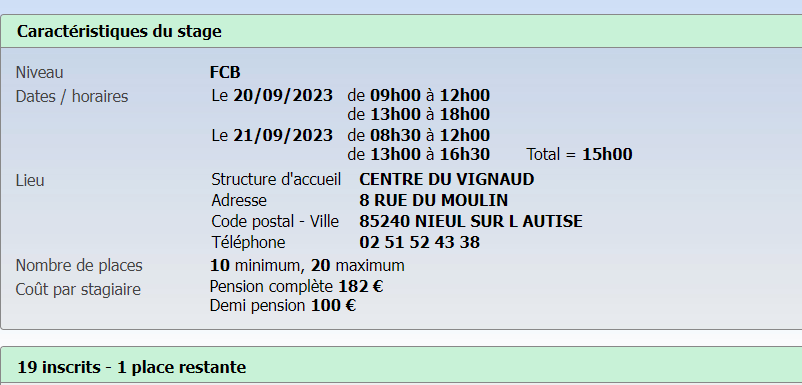 Caractéristiques du stage
Niveau FCB
Dates / horaires Le 20/09/2023 de 09h00 à 12h00
de 13h00 à 18h00
Le 21/09/2023 de 08h30 à 12h00
de 13h00 à 16h30 Total = 15h00
Lieu Structure d'accueil CENTRE DU VIGNAUD
Adresse 8 RUE DU MOULIN
Code postal - Ville 85240 NIEUL SUR L AUTISE
Téléphone 02 51 52 43 38
Nombre de places 10 minimum, 20 maximum
Coût par stagiaire Pension complète 182 €
Demi pension 100 €
19 inscrits - 1 place restante